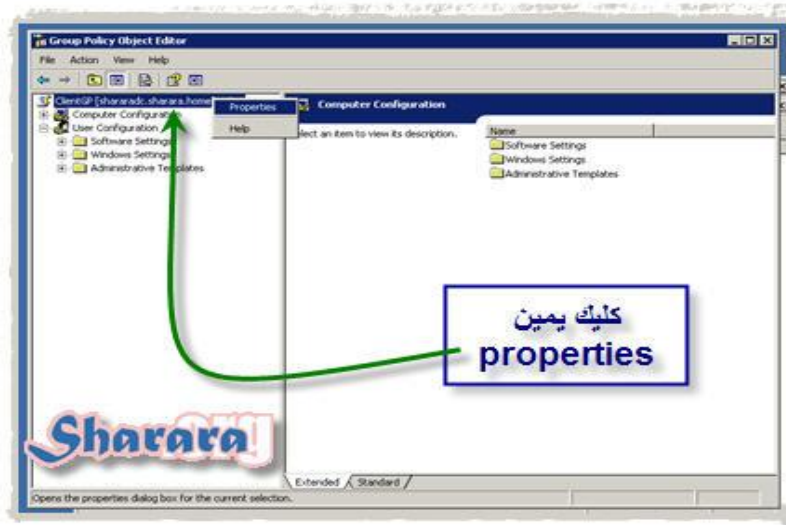 Group Policy Object Editor
File Action View Help
ClientGP [shararadc.sharara.home
Computer Configuration
User Configuration
Software Settings
Windows Settings
Administrative Templates
Properties
Help
Computer Configuration
elect an item to view its description.
Name
Software Settings
Windows Settings
Administrative Templates
كليك يمين
properties
Sharara
org
Extended Standard
Opens the properties dialog box for the current selection.